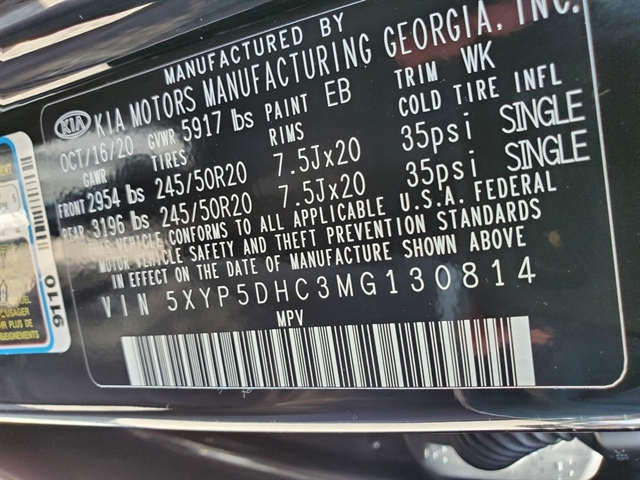 MANUFACTURED BY
KIA KIA MOTORS MANUFACTURING GEORGIA, INC.
OCT/16/20 GVWR 5917 lbs PAINT EB TRIM WK
GAWR TIRES RIMS COLD TIRE INFL
FRONT 2954 lbs 245/50R20 7.5Jx20 35psi SINGLE
REAR 3196 lbs 245/50R20 7.5Jx20 35psi SINGLE
THIS VEHICLE CONFORMS TO ALL APPLICABLE U.S.A. FEDERAL
MOTOR VEHICLE SAFETY AND THEFT PREVENTION STANDARDS
IN EFFECT ON THE DATE OF MANUFACTURE SHOWN ABOVE
VIN 5XYP5DHC3MG130814
MPV
9110